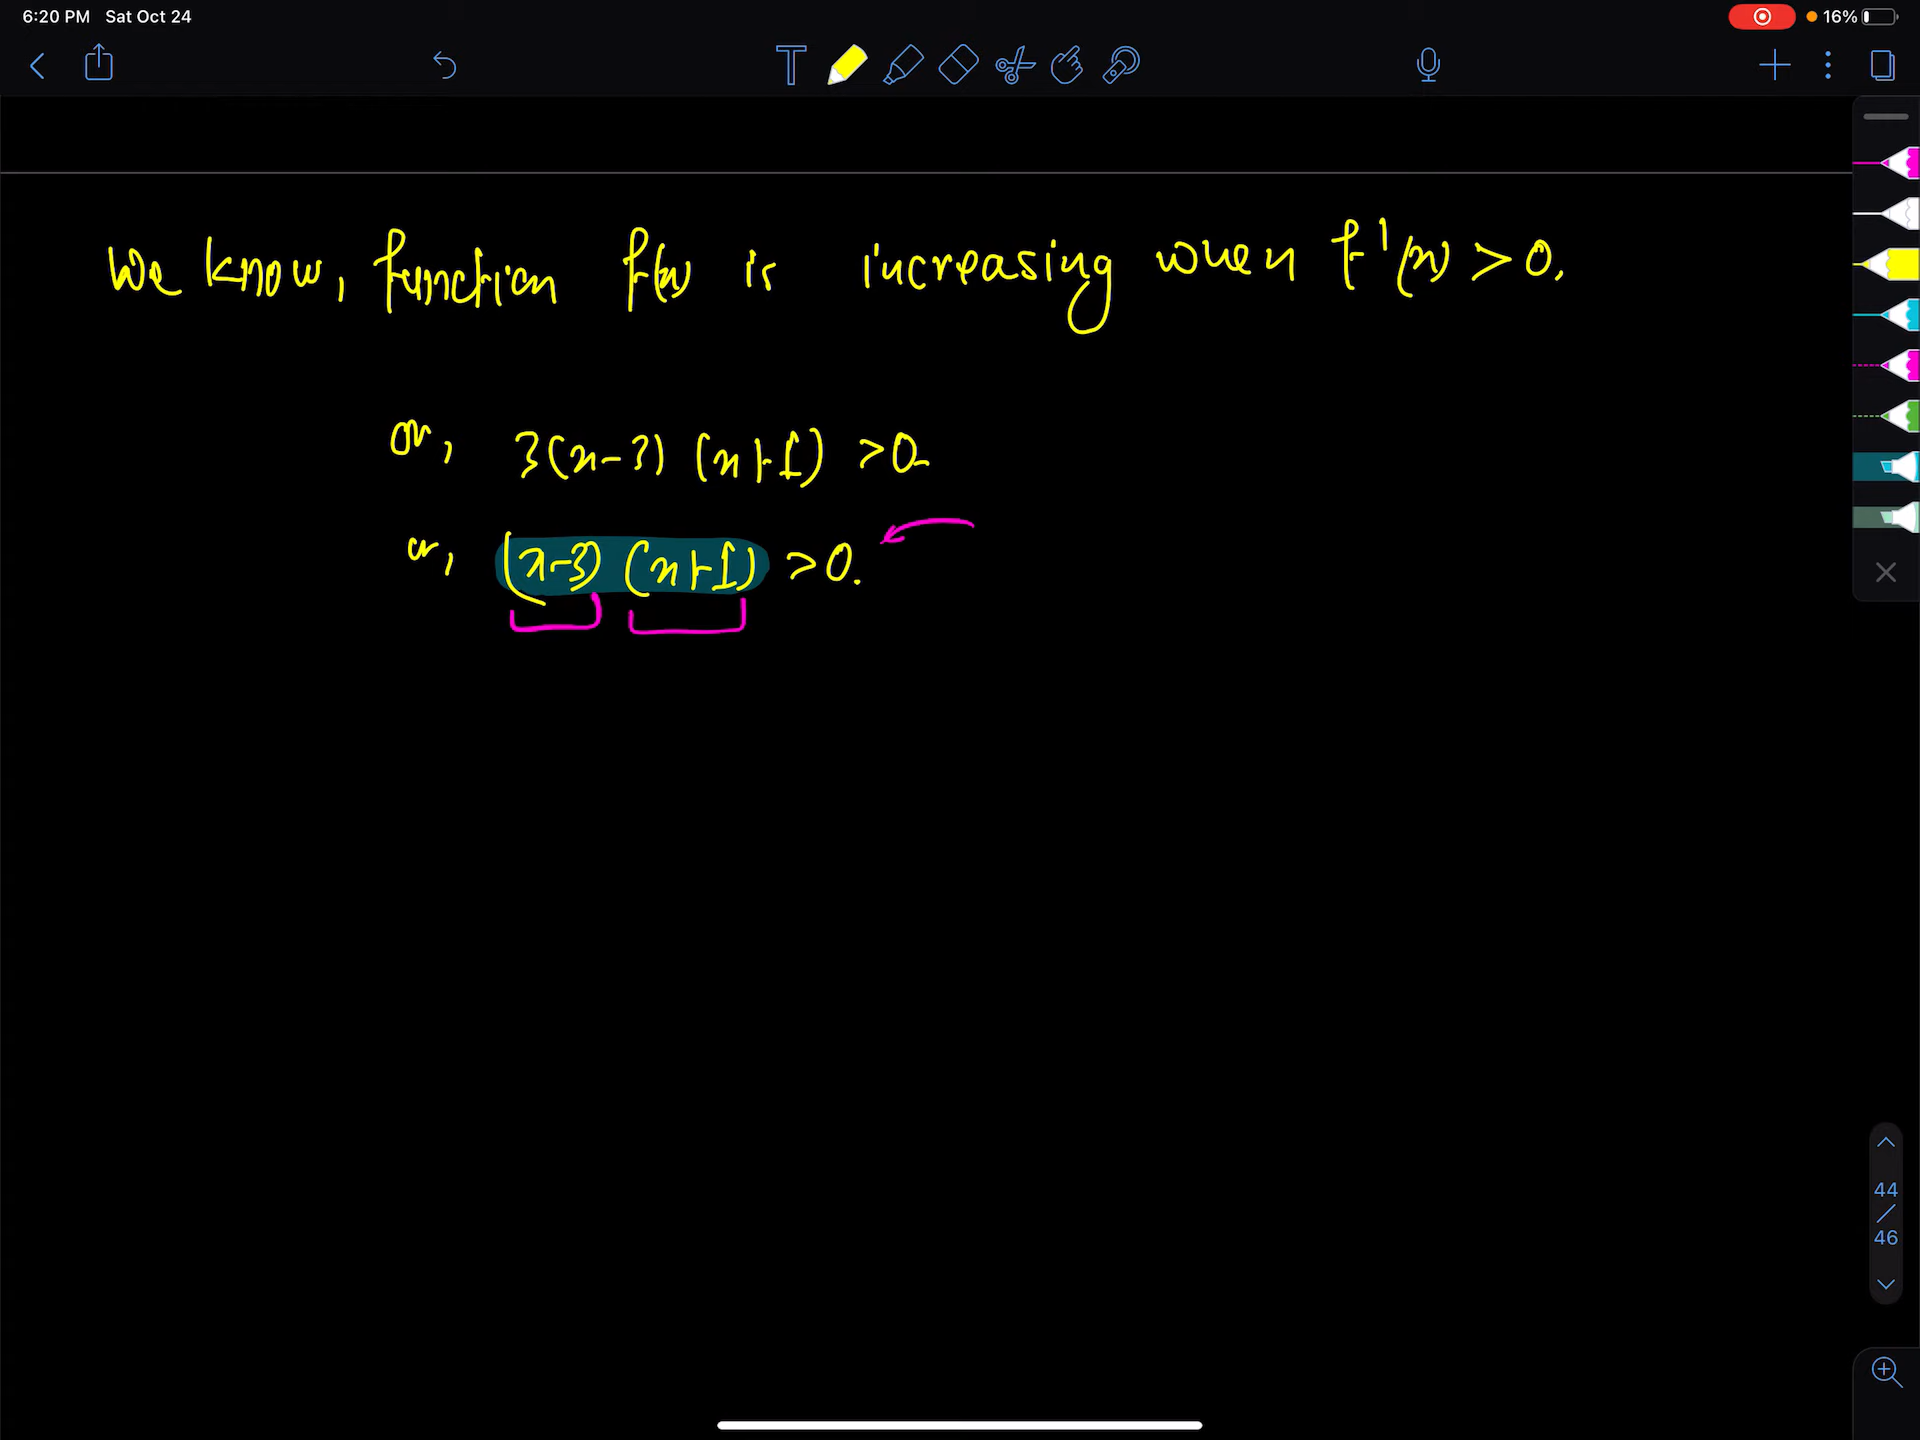 6:20 PM Sat Oct 24
16%
We know, function f(x) is increasing when f'(x) > 0.
or, 3(x-3) (x+1) >0.
or, (x-3) (x+1) >0.
44
/
46